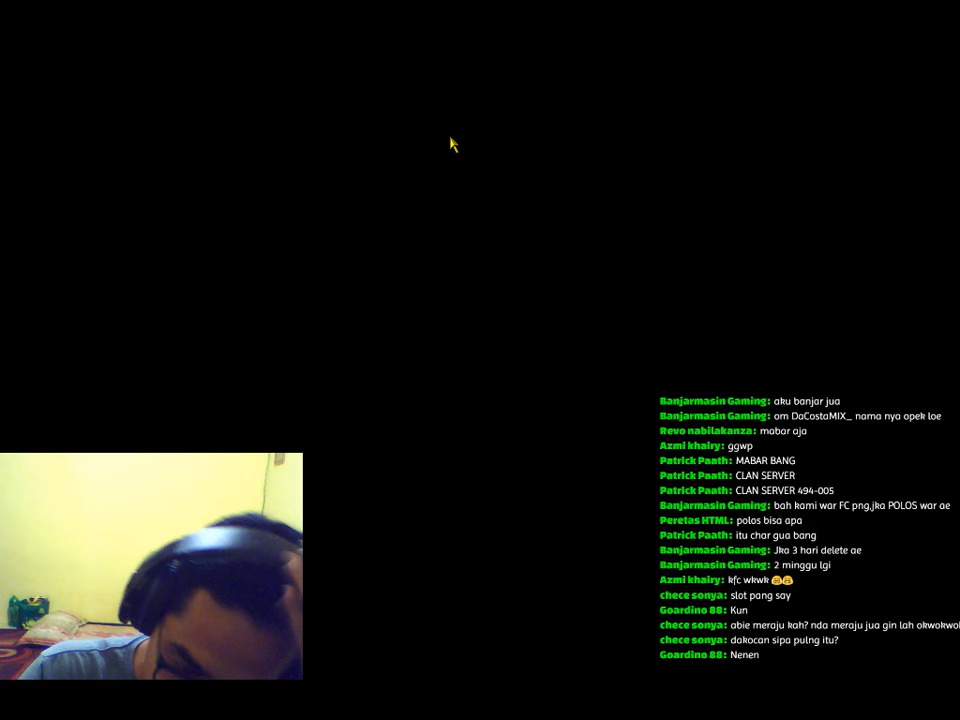 Banjarmasin Gaming: aku banjar jua
Banjarmasin Gaming: om DaCostaMIX_ nama nya opek loe
Revo nabilakanza: mabar aja
Azmi khairy: ggwp
Patrick Paath: MABAR BANG
Patrick Paath: CLAN SERVER
Patrick Paath: CLAN SERVER 494-005
Banjarmasin Gaming: bah kami war FC png,jka POLOS war ae
Peretas HTML: polos bisa apa
Patrick Paath: itu char gua bang
Banjarmasin Gaming: Jka 3 hari delete ae
Banjarmasin Gaming: 2 minggu lgi
Azmi khairy: kfc wkwk 🤗🤗
chece sonya: slot pang say
Goardino 88: Kun
chece sonya: abie meraju kah? nda meraju jua gin lah okwokwok
chece sonya: dakocan sipa pulng itu?
Goardino 88: Nenen